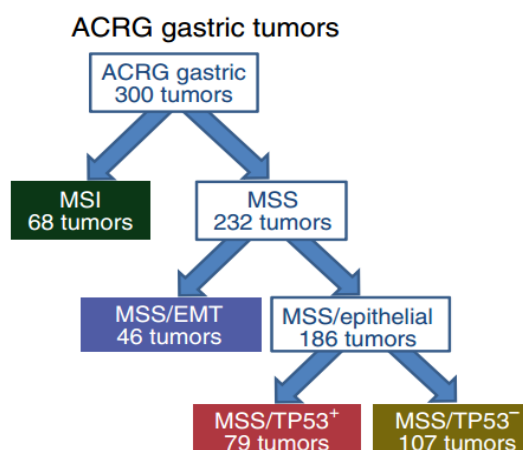 ACRG gastric tumors
ACRG gastric
300 tumors
MSI
68 tumors
MSS
232 tumors
MSS/EMT
46 tumors
MSS/epithelial
186 tumors
MSS/TP53⁺
79 tumors
MSS/TP53⁻
107 tumors